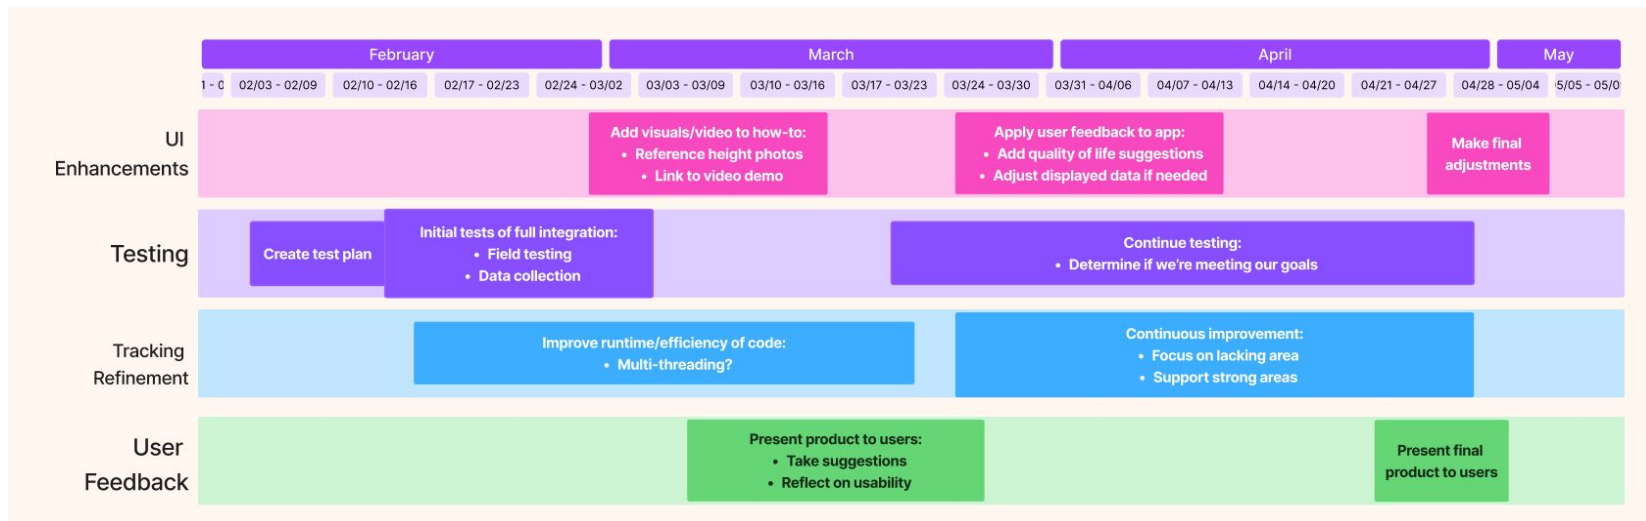 February March April May
1 - 0 02/03 - 02/09 02/10 - 02/16 02/17 - 02/23 02/24 - 03/02 03/03 - 03/09 03/10 - 03/16 03/17 - 03/23 03/24 - 03/30 03/31 - 04/06 04/07 - 04/13 04/14 - 04/20 04/21 - 04/27 04/28 - 05/04 5/05 - 05/0
UI
Enhancements
Add visuals/video to how-to:
• Reference height photos
• Link to video demo
Apply user feedback to app:
• Add quality of life suggestions
• Adjust displayed data if needed
Make final
adjustments
Testing
Create test plan
Initial tests of full integration:
• Field testing
• Data collection
Continue testing:
• Determine if we’re meeting our goals
Tracking
Refinement
Improve runtime/efficiency of code:
• Multi-threading?
Continuous improvement:
• Focus on lacking area
• Support strong areas
User
Feedback
Present product to users:
• Take suggestions
• Reflect on usability
Present final
product to users